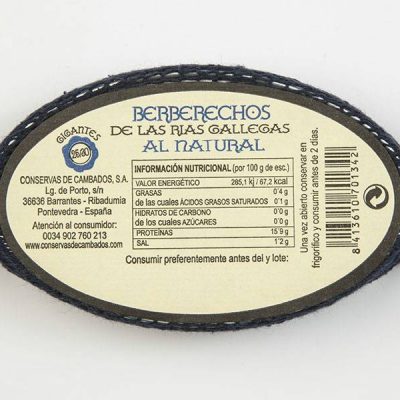 BERBERECHOS
DE LAS RIAS GALLEGAS
AL NATURAL
GIGANTES
25/30
CONSERVAS DE CAMBADOS, S.A.
Lg. de Porto, s/n
36636 Barrantes - Ribadumía
Pontevedra - España
Atención al consumidor:
0034 902 760 213
www.conservasdecambados.com
INFORMACIÓN NUTRICIONAL (por 100 g de esc.)
VALOR ENERGÉTICO 285,1 kj / 67,2 kcal
GRASAS 0'4 g
de las cuales ÁCIDOS GRASOS SATURADOS 0'1 g
HIDRATOS DE CARBONO 0'0 g
de los cuales AZÚCARES 0'0 g
PROTEÍNAS 15'9 g
SAL 1'2 g
Consumir preferentemente antes del y lote:
Una vez abierto conservar en
frigorífico y consumir antes de 2 días.
8 413610 701342